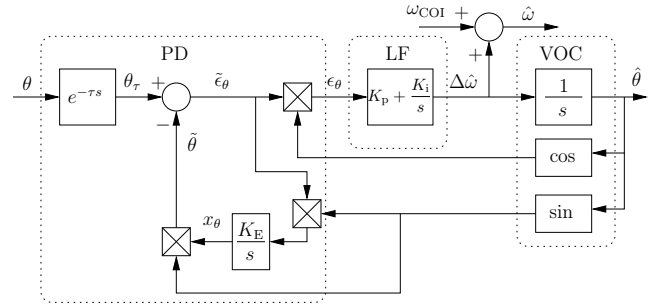 ω_COI + ω̂
+
PD LF VOC
θ e^{−τs} θ_τ + ϵ̃_θ ϵ_θ K_p + K_i/s Δω̂ 1/s θ̂
−
θ̃
cos
x_θ K_E/s sin